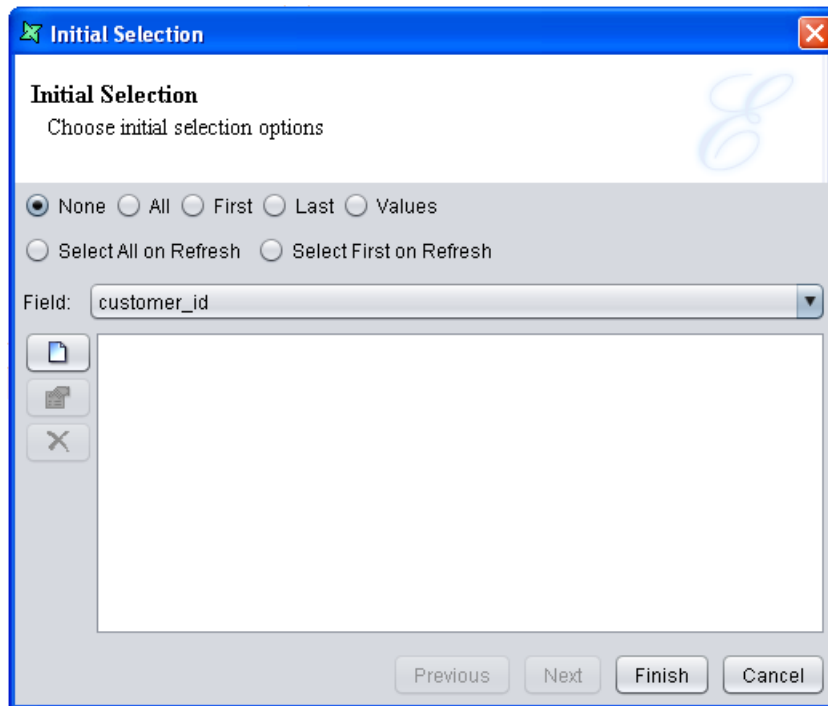 Initial Selection
Initial Selection
Choose initial selection options
None All First Last Values
Select All on Refresh Select First on Refresh
Field: customer_id
Previous Next Finish Cancel